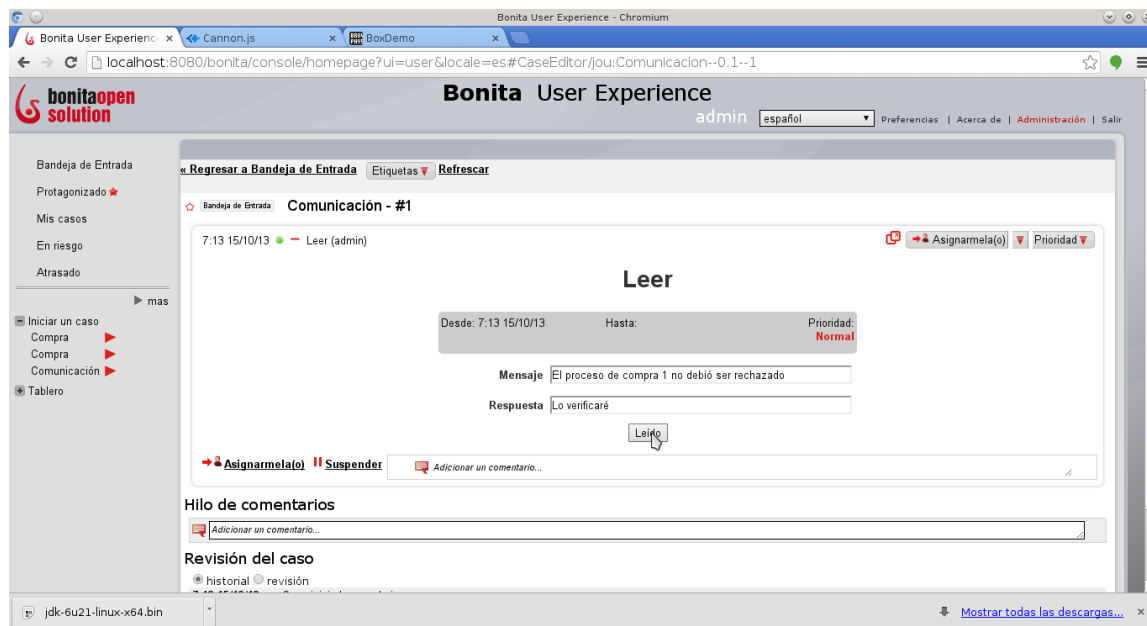 Bonita User Experience - Chromium
Bonita User Experienc
Cannon.js
BoxDemo
localhost:8080/bonita/console/homepage?ui=user&locale=es#CaseEditor/jou:Comunicacion--0.1--1
bonitaopen
solution
Bonita User Experience
admin español Preferencias | Acerca de | Administración | Salir
Bandeja de Entrada
Protagonizado
Mis casos
En riesgo
Atrasado
mas
Iniciar un caso
Compra
Compra
Comunicación
Tablero
« Regresar a Bandeja de Entrada Etiquetas Refrescar
Bandeja de Entrada Comunicación - #1
7:13 15/10/13 Leer (admin) Asignarmela(o) Prioridad
Leer
Desde: 7:13 15/10/13 Hasta: Prioridad:
Normal
Mensaje El proceso de compra 1 no debió ser rechazado
Respuesta Lo verificaré
Leído
Asignarmela(o) Suspender Adicionar un comentario...
Hilo de comentarios
Adicionar un comentario...
Revisión del caso
historial revisión
jdk-6u21-linux-x64.bin Mostrar todas las descargas...